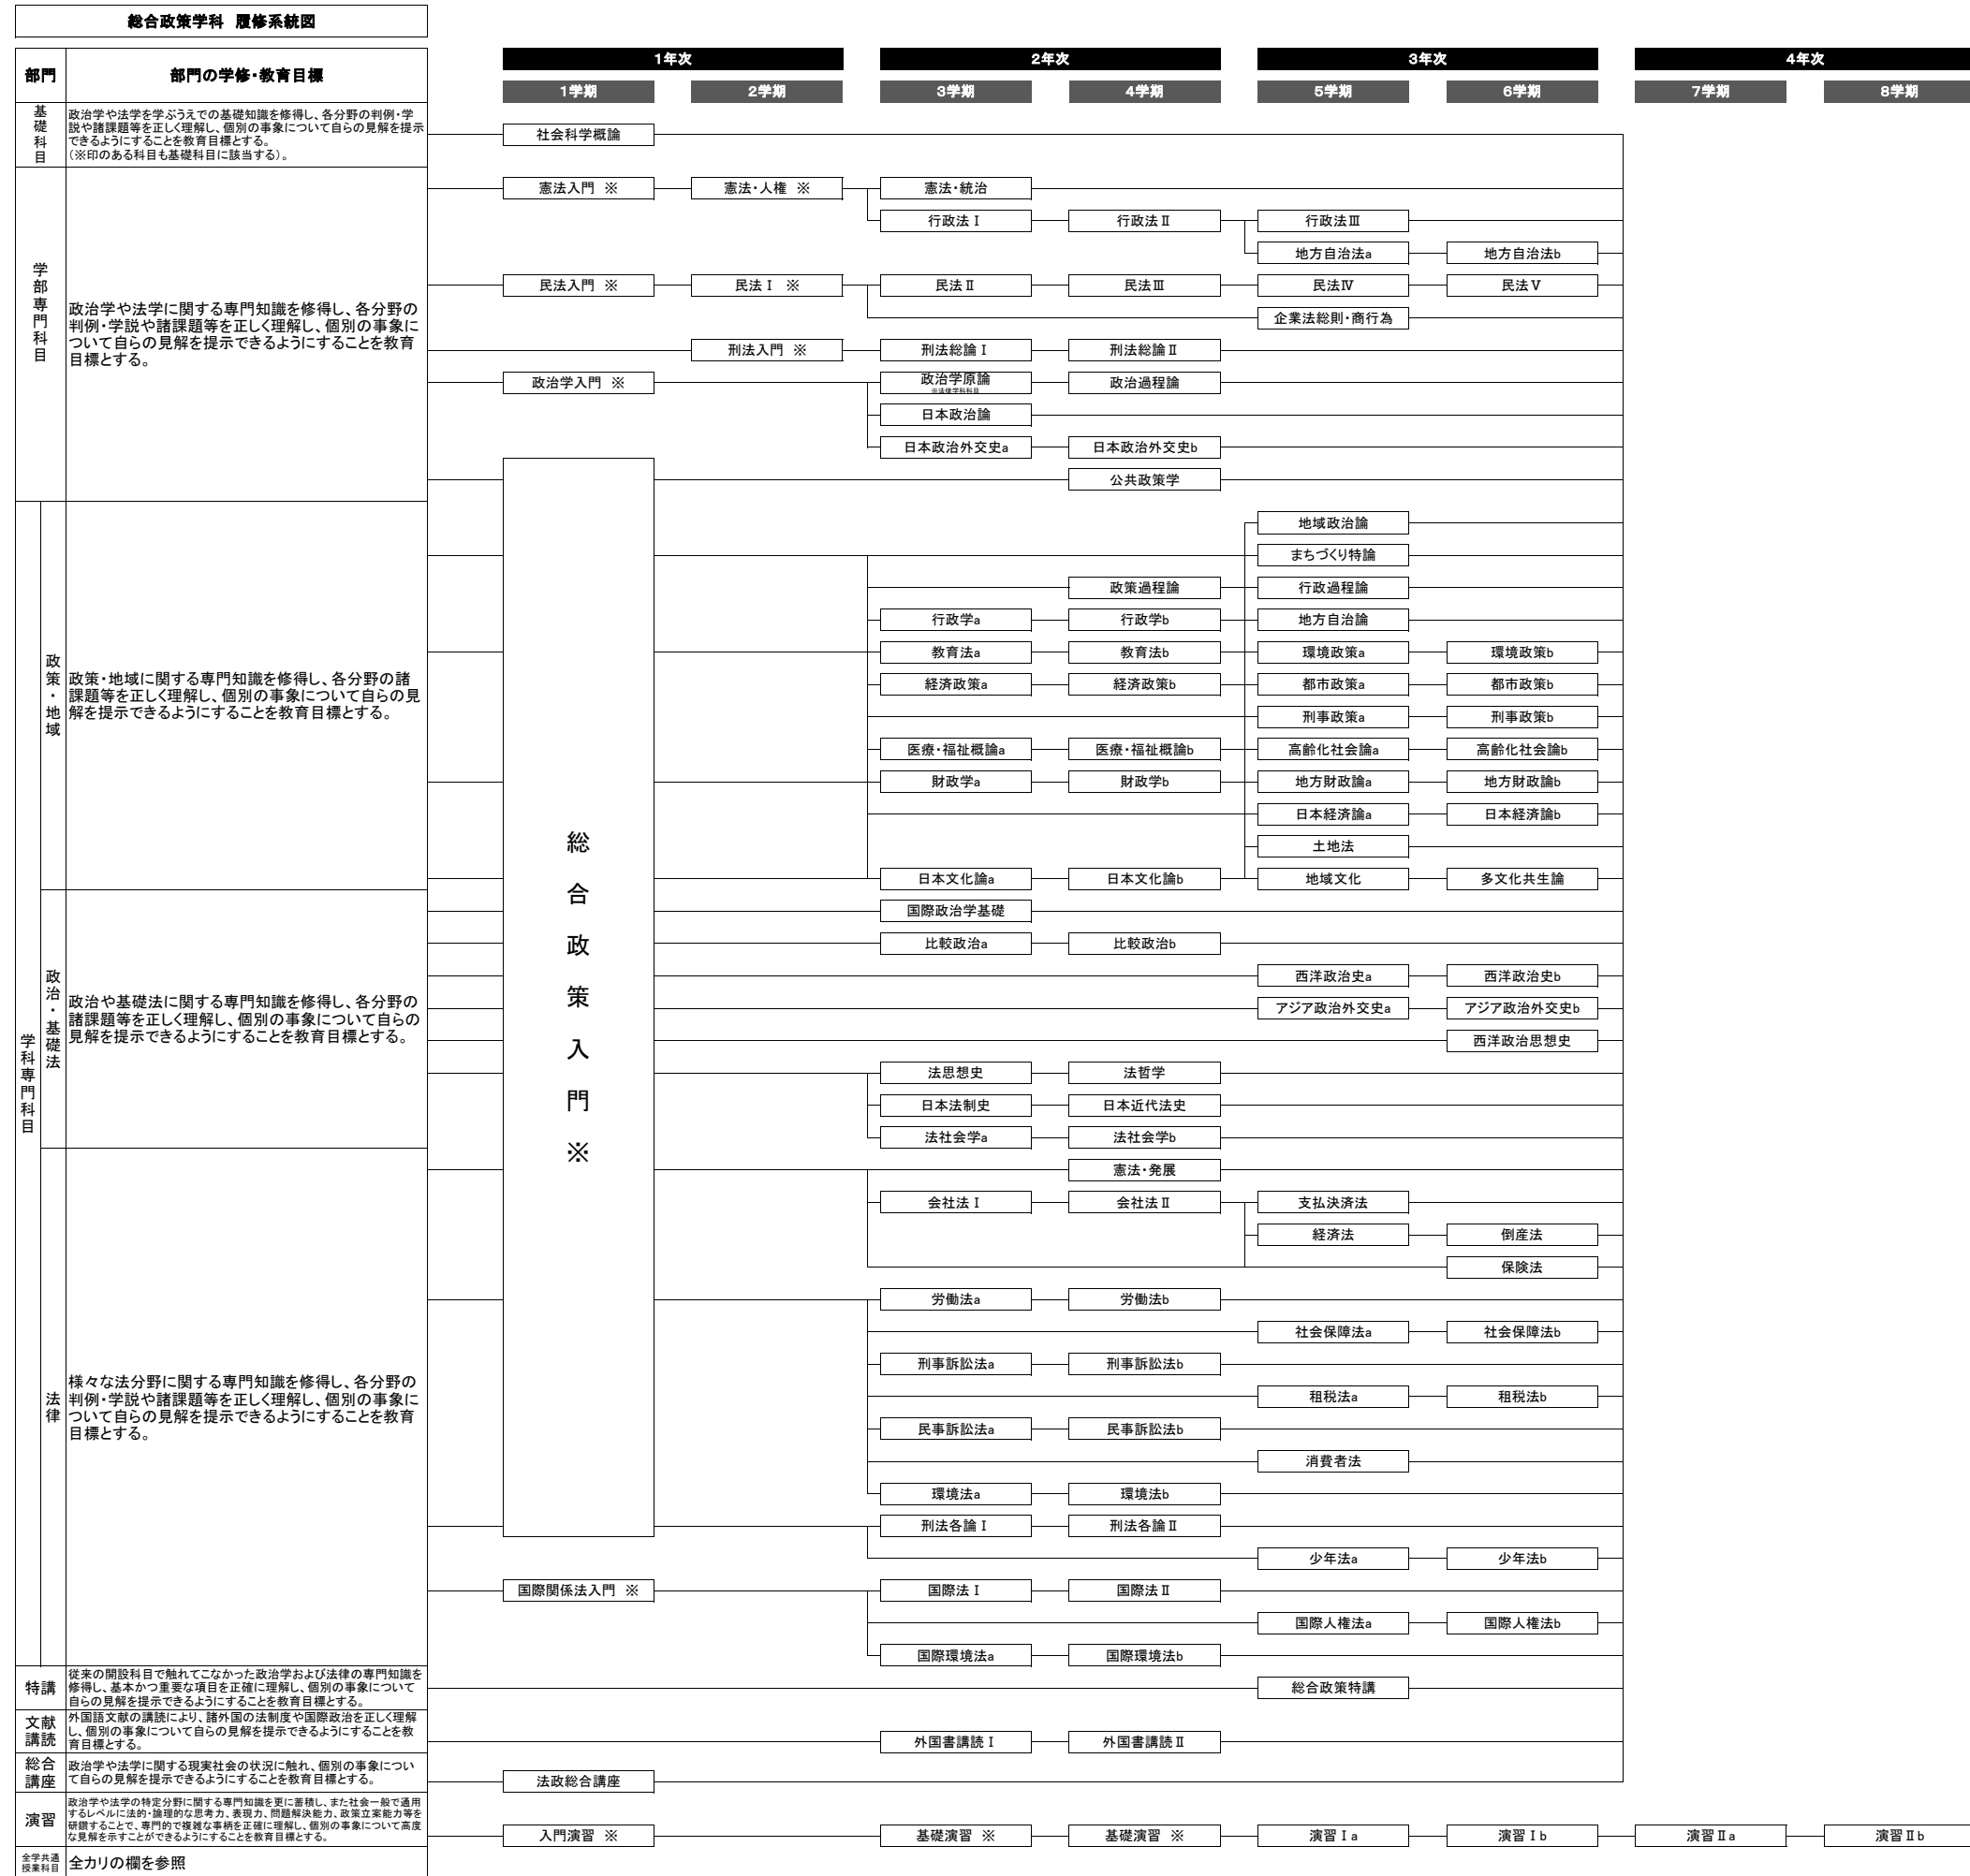 総合政策学科 履修系統図
部門 部門の学修・教育目標 1年次 2年次 3年次 4年次
1学期 2学期 3学期 4学期 5学期 6学期 7学期 8学期
基礎科目
政治学や法学を学ぶうえでの基礎知識を修得し、各分野の判例・学
説や諸課題等を正しく理解し、個別の事象について自らの見解を提示
できるようにすることを教育目標とする。
(※印のある科目も基礎科目に該当する)。
社会科学概論
学部専門科目
政治学や法学に関する専門知識を修得し、各分野の
判例・学説や諸課題等を正しく理解し、個別の事象に
ついて自らの見解を提示できるようにすることを教育
目標とする。
憲法入門 ※ 憲法・人権 ※ 憲法・統治
行政法Ⅰ 行政法Ⅱ 行政法Ⅲ
地方自治法a 地方自治法b
民法入門 ※ 民法Ⅰ ※ 民法Ⅱ 民法Ⅲ 民法Ⅳ 民法Ⅴ
企業法総則・商行為
刑法入門 ※ 刑法総論Ⅰ 刑法総論Ⅱ
政治学入門 ※ 政治学原論 政治過程論
※法律学科科目
日本政治論
日本政治外交史a 日本政治外交史b
公共政策学
学科専門科目
総合政策入門※
政策・地域
政策・地域に関する専門知識を修得し、各分野の諸
課題等を正しく理解し、個別の事象について自らの見
解を提示できるようにすることを教育目標とする。
地域政治論
まちづくり特論
政策過程論 行政過程論
行政学a 行政学b 地方自治論
教育法a 教育法b 環境政策a 環境政策b
経済政策a 経済政策b 都市政策a 都市政策b
刑事政策a 刑事政策b
医療・福祉概論a 医療・福祉概論b 高齢化社会論a 高齢化社会論b
財政学a 財政学b 地方財政論a 地方財政論b
日本経済論a 日本経済論b
土地法
日本文化論a 日本文化論b 地域文化 多文化共生論
政治・基礎法
政治や基礎法に関する専門知識を修得し、各分野の
諸課題等を正しく理解し、個別の事象について自らの
見解を提示できるようにすることを教育目標とする。
国際政治学基礎
比較政治a 比較政治b
西洋政治史a 西洋政治史b
アジア政治外交史a アジア政治外交史b
西洋政治思想史
法思想史 法哲学
日本法制史 日本近代法史
法社会学a 法社会学b
法律
様々な法分野に関する専門知識を修得し、各分野の
判例・学説や諸課題等を正しく理解し、個別の事象に
ついて自らの見解を提示できるようにすることを教育
目標とする。
憲法・発展
会社法Ⅰ 会社法Ⅱ 支払決済法
経済法 倒産法
保険法
労働法a 労働法b
社会保障法a 社会保障法b
刑事訴訟法a 刑事訴訟法b
租税法a 租税法b
民事訴訟法a 民事訴訟法b
消費者法
環境法a 環境法b
刑法各論Ⅰ 刑法各論Ⅱ
少年法a 少年法b
国際関係法入門 ※ 国際法Ⅰ 国際法Ⅱ
国際人権法a 国際人権法b
国際環境法a 国際環境法b
特講
従来の開設科目で触れてこなかった政治学および法律の専門知識を
修得し、基本かつ重要な項目を正確に理解し、個別の事象について
自らの見解を提示できるようにすることを教育目標とする。
総合政策特講
文献
講読
外国語文献の講読により、諸外国の法制度や国際政治を正しく理解
し、個別の事象について自らの見解を提示できるようにすることを教
育目標とする。
外国書講読Ⅰ 外国書講読Ⅱ
総合
講座
政治学や法学に関する現実社会の状況に触れ、個別の事象につい
て自らの見解を提示できるようにすることを教育目標とする。
法政総合講座
演習
政治学や法学の特定分野に関する専門知識を更に蓄積し、また社会一般で通用
するレベルに法的・論理的な思考力、表現力、問題解決能力、政策立案能力等を
研鑽することで、専門的で複雑な事柄を正確に理解し、個別の事象について高度
な見解を示すことができるようにすることを教育目標とする。
入門演習 ※ 基礎演習 ※ 基礎演習 ※ 演習Ⅰa 演習Ⅰb 演習Ⅱa 演習Ⅱb
全学共通
授業科目
全カリの欄を参照